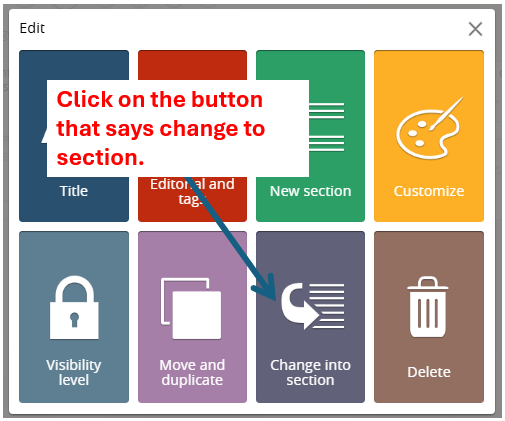 Edit
Click on the button
that says change to
section.
Title
Editorial and
tags
New section
Customize
Visibility
level
Move and
duplicate
Change into
section
Delete